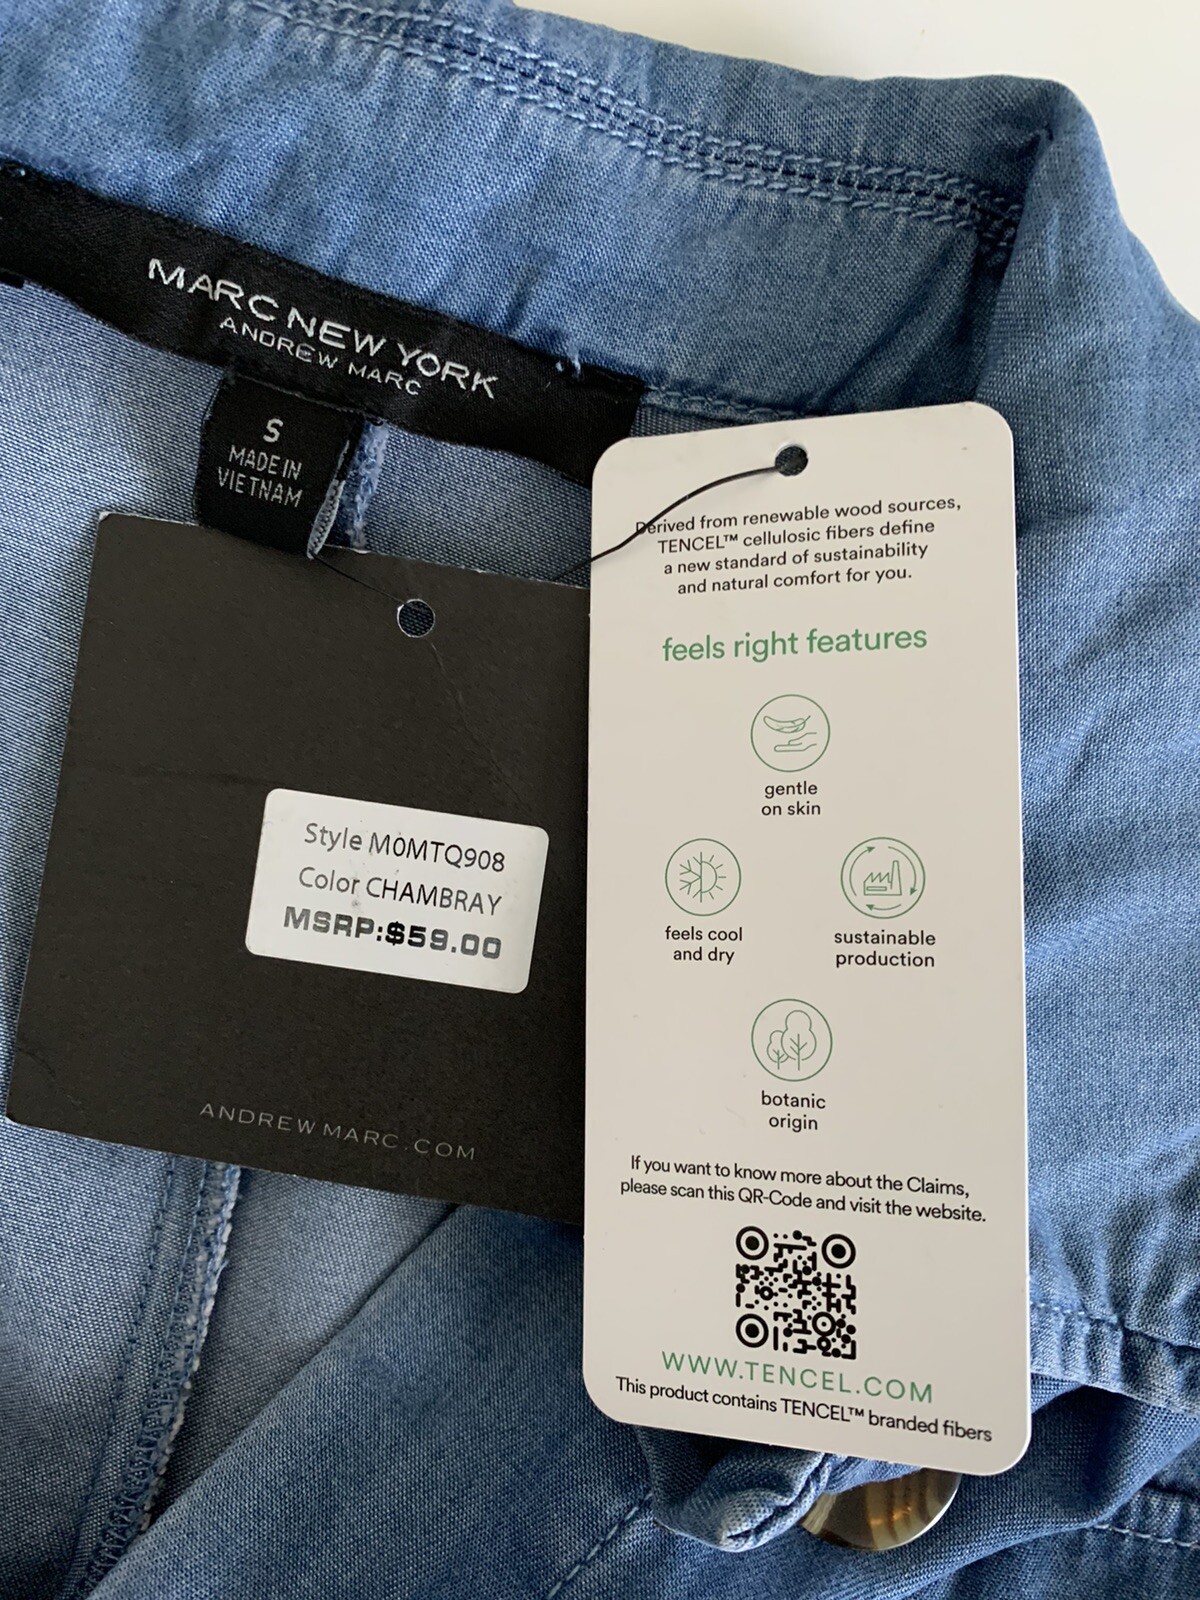 MARC NEW YORK
ANDREW MARC
S
MADE IN
VIETNAM
Style M0MTQ908
Color CHAMBRAY
MSRP:$59.00
ANDREWMARC.COM
Derived from renewable wood sources,
TENCEL™ cellulosic fibers define
a new standard of sustainability
and natural comfort for you.
feels right features
gentle
on skin
feels cool
and dry
sustainable
production
botanic
origin
If you want to know more about the Claims,
please scan this QR-Code and visit the website.
WWW.TENCEL.COM
This product contains TENCEL™ branded fibers